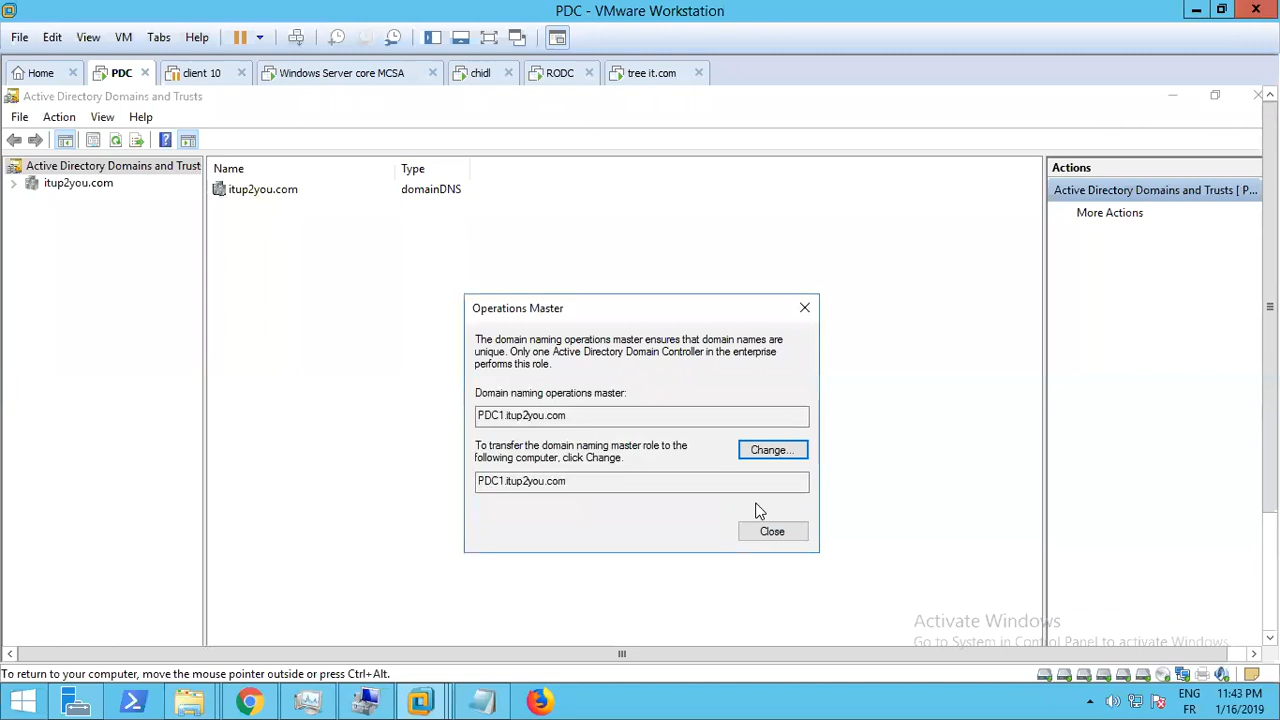 PDC - VMware Workstation
File Edit View VM Tabs Help
Home PDC client 10 Windows Server core MCSA chidl RODC tree it.com
Active Directory Domains and Trusts
File Action View Help
Active Directory Domains and Trust
itup2you.com
Name Type
itup2you.com domainDNS
Actions
Active Directory Domains and Trusts [ P...
More Actions
Operations Master
The domain naming operations master ensures that domain names are
unique. Only one Active Directory Domain Controller in the enterprise
performs this role.
Domain naming operations master:
PDC1.itup2you.com
To transfer the domain naming master role to the
following computer, click Change.
Change...
PDC1.itup2you.com
Close
Activate Windows
Go to System in Control Panel to activate Windows.
To return to your computer, move the mouse pointer outside or press Ctrl+Alt.
ENG 11:43 PM
FR 1/16/2019